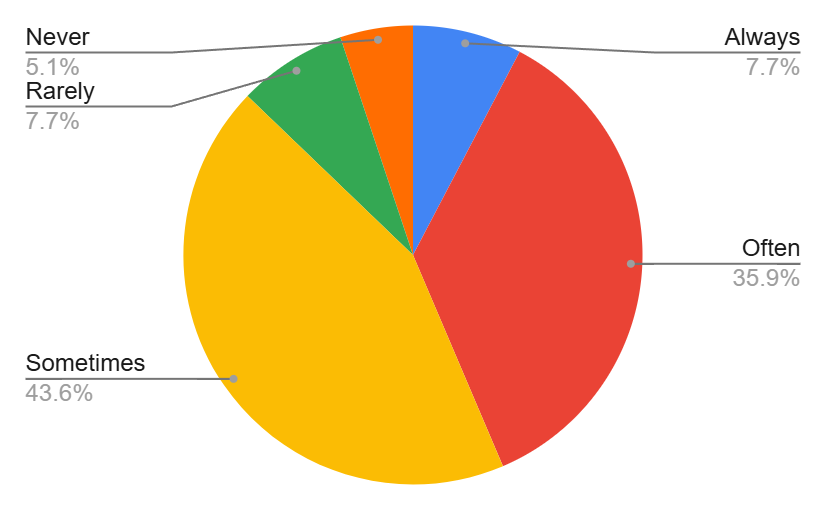 Never
5.1%
Rarely
7.7%
Sometimes
43.6%
Always
7.7%
Often
35.9%